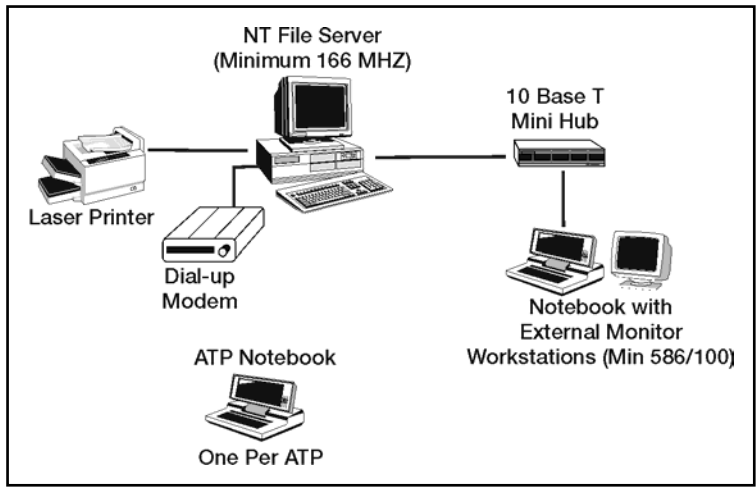 NT File Server
(Minimum 166 MHZ)
10 Base T
Mini Hub
Laser Printer
Dial-up
Modem
Notebook with
External Monitor
Workstations (Min 586/100)
ATP Notebook
One Per ATP